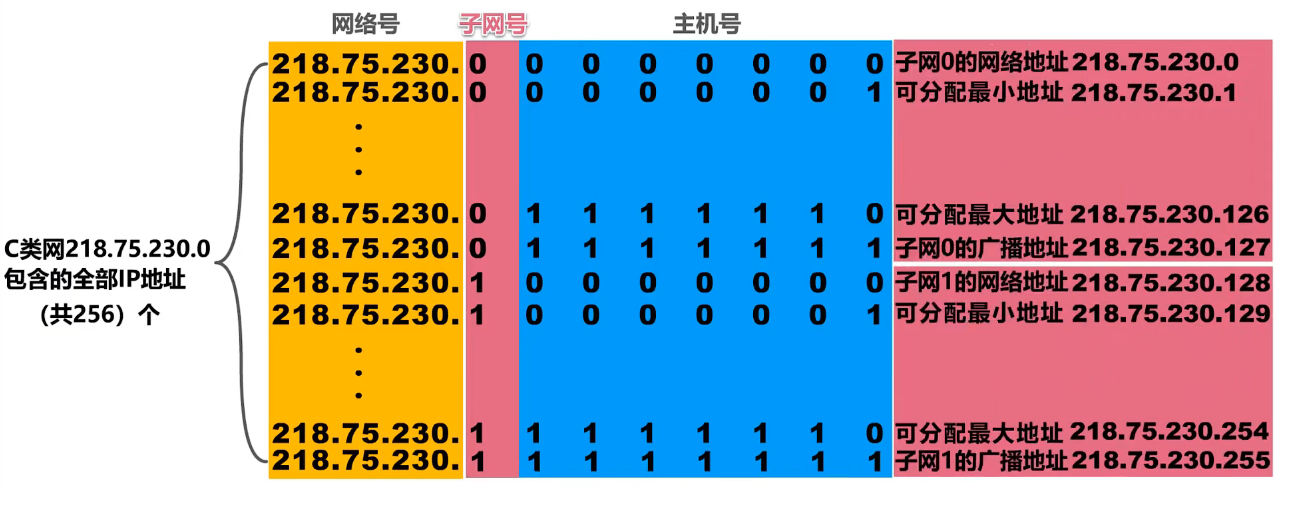 网络号 子网号 主机号
218.75.230. 0 0 0 0 0 0 0 0 子网0的网络地址 218.75.230.0
218.75.230. 0 0 0 0 0 0 0 1 可分配最小地址 218.75.230.1
218.75.230. 0 1 1 1 1 1 1 0 可分配最大地址 218.75.230.126
218.75.230. 0 1 1 1 1 1 1 1 子网0的广播地址 218.75.230.127
C类网218.75.230.0
包含的全部IP地址
（共256）个
218.75.230. 1 0 0 0 0 0 0 0 子网1的网络地址 218.75.230.128
218.75.230. 1 0 0 0 0 0 0 1 可分配最小地址 218.75.230.129
218.75.230. 1 1 1 1 1 1 1 0 可分配最大地址 218.75.230.254
218.75.230. 1 1 1 1 1 1 1 1 子网1的广播地址 218.75.230.255